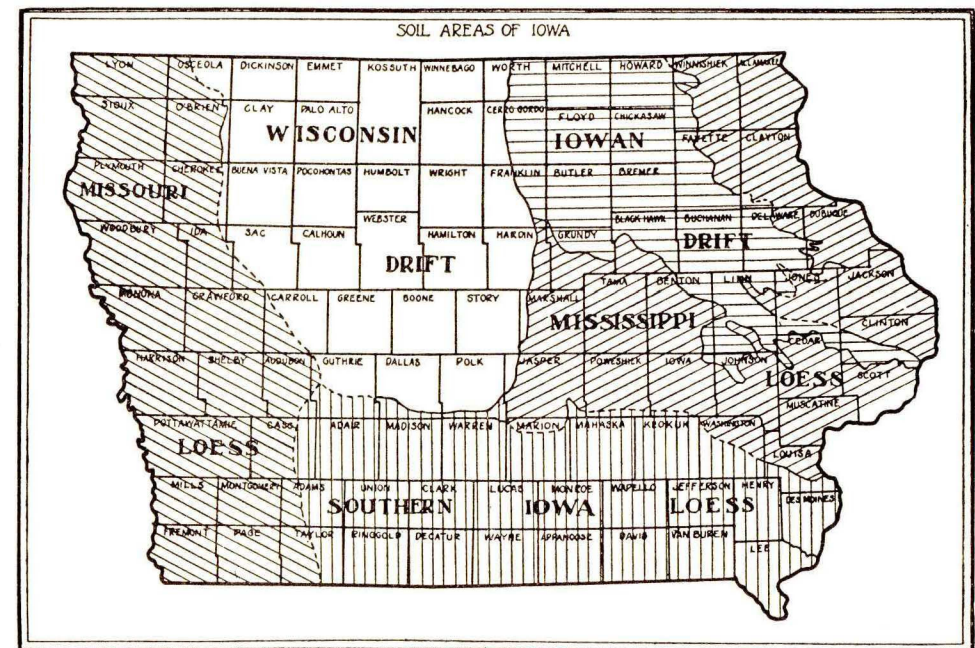 SOIL AREAS OF IOWA
LYON OSCEOLA DICKINSON EMMET KOSSUTH WINNEBAGO WORTH MITCHELL HOWARD WINNISHIEK ALLAMAKEE
SIOUX O'BRIEN CLAY PALO ALTO HANCOCK CERRO GORDO FLOYD CHICKASAW
WISCONSIN IOWAN
FAYETTE CLAYTON
PLYMOUTH CHEROKEE BUENA VISTA POCOHONTAS HUMBOLT WRIGHT FRANKLIN BUTLER BREMER
MISSOURI
WEBSTER BLACK HAWK BUCHANAN DELAWARE DUBUQUE
WOODBURY IDA SAC CALHOUN HAMILTON HARDIN GRUNDY
DRIFT DRIFT
TAMA BENTON LINN JONES JACKSON
MONONA CRAWFORD CARROLL GREENE BOONE STORY MARSHALL
MISSISSIPPI
CLINTON
CEDAR
HARRISON SHELBY AUDUBON GUTHRIE DALLAS POLK JASPER POWESHIEK IOWA JOHNSON
LOESS
SCOTT
MUSCATINE
POTTAWATTAMIE CASS ADAIR MADISON WARREN MARION MAHASKA KEOKUK WASHINGTON
LOESS
LOUISA
MILLS MONTGOMERY ADAMS UNION CLARK LUCAS MONROE WAPELLO JEFFERSON HENRY
DES MOINES
SOUTHERN IOWA LOESS
FREMONT PAGE TAYLOR RINGGOLD DECATUR WAYNE APPANOOSE DAVIS VAN BUREN
LEE